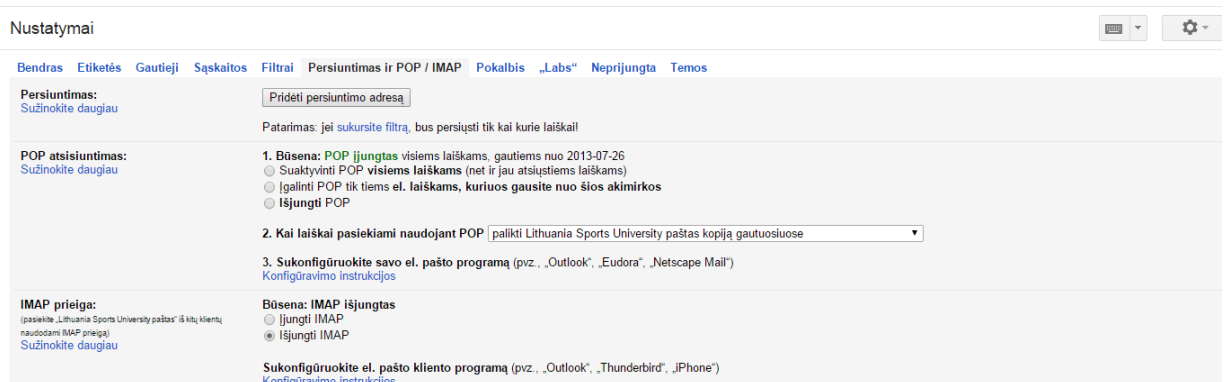 Nustatymai
Bendras Etiketės Gautieji Sąskaitos Filtrai Persiuntimas ir POP / IMAP Pokalbis „Labs“ Neprijungta Temos
Persiuntimas:
Sužinokite daugiau
Pridėti persiuntimo adresą
Patarimas: jei sukursite filtrą, bus persiųsti tik kai kurie laiškai!
POP atsisiuntimas:
Sužinokite daugiau
1. Būsena: POP įjungtas visiems laiškams, gautiems nuo 2013-07-26
Suaktyvinti POP visiems laiškams (net ir jau atsiųstiems laiškams)
Įgalinti POP tik tiems el. laiškams, kuriuos gausite nuo šios akimirkos
Išjungti POP
2. Kai laiškai pasiekiami naudojant POP palikti Lithuania Sports University paštas kopiją gautuosiuose
3. Sukonfigūruokite savo el. pašto programą (pvz., „Outlook“, „Eudora“, „Netscape Mail“)
Konfigūravimo instrukcijos
IMAP prieiga:
(pasiekite „Lithuania Sports University paštas“ iš kitų klientų
naudodami IMAP prieigą)
Sužinokite daugiau
Būsena: IMAP išjungtas
Įjungti IMAP
Išjungti IMAP
Sukonfigūruokite el. pašto kliento programą (pvz., „Outlook“, „Thunderbird“, „iPhone“)
Konfigūravimo instrukcijos